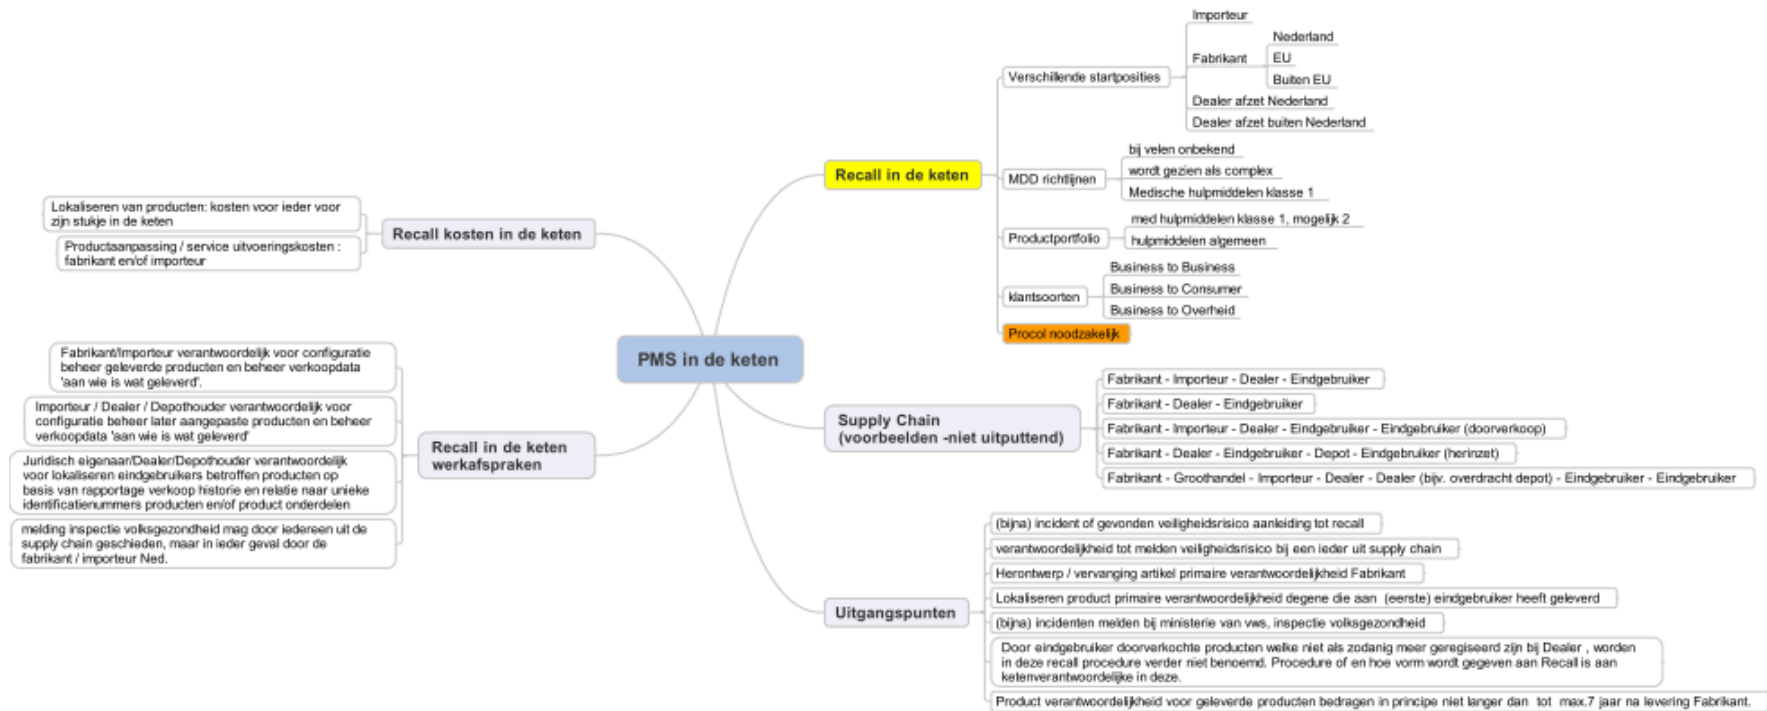 PMS in de keten
Recall in de keten
Verschillende startposities
Importeur
Fabrikant
Nederland
EU
Buiten EU
Dealer afzet Nederland
Dealer afzet buiten Nederland
MDD richtlijnen
bij velen onbekend
wordt gezien als complex
Medische hulpmiddelen klasse 1
Productportfolio
med hulpmiddelen klasse 1, mogelijk 2
hulpmiddelen algemeen
klantsoorten
Business to Business
Business to Consumer
Business to Overheid
Procol noodzakelijk
Supply Chain
(voorbeelden -niet uitputtend)
Fabrikant - Importeur - Dealer - Eindgebruiker
Fabrikant - Dealer - Eindgebruiker
Fabrikant - Importeur - Dealer - Eindgebruiker - Eindgebruiker (doorverkoop)
Fabrikant - Dealer - Eindgebruiker - Depot - Eindgebruiker (herinzet)
Fabrikant - Groothandel - Importeur - Dealer - Dealer (bijv. overdracht depot) - Eindgebruiker - Eindgebruiker
Uitgangspunten
(bijna) incident of gevonden veiligheidsrisico aanleiding tot recall
verantwoordelijkheid tot melden veiligheidsrisico bij een ieder uit supply chain
Herontwerp / vervanging artikel primaire verantwoordelijkheid Fabrikant
Lokaliseren product primaire verantwoordelijkheid degene die aan (eerste) eindgebruiker heeft geleverd
(bijna) incidenten melden bij ministerie van vws, inspectie volksgezondheid
Door eindgebruiker doorverkochte producten welke niet als zodanig meer geregiseerd zijn bij Dealer , worden
in deze recall procedure verder niet benoemd. Procedure of en hoe vorm wordt gegeven aan Recall is aan
ketenverantwoordelijke in deze.
Product verantwoordelijkheid voor geleverde producten bedragen in principe niet langer dan tot max.7 jaar na levering Fabrikant.
Recall kosten in de keten
Lokaliseren van producten: kosten voor ieder voor
zijn stukje in de keten
Productaanpassing / service uitvoeringskosten :
fabrikant en/of importeur
Recall in de keten
werkafspraken
Fabrikant/Importeur verantwoordelijk voor configuratie
beheer geleverde producten en beheer verkoopdata
'aan wie is wat geleverd'.
Importeur / Dealer / Depothouder verantwoordelijk voor
configuratie beheer later aangepaste producten en beheer
verkoopdata 'aan wie is wat geleverd'
Juridisch eigenaar/Dealer/Depothouder verantwoordelijk
voor lokaliseren eindgebruikers betroffen producten op
basis van rapportage verkoop historie en relatie naar unieke
identificatienummers producten en/of product onderdelen
melding inspectie volksgezondheid mag door iedereen uit de
supply chain geschieden, maar in ieder geval door de
fabrikant / importeur Ned.